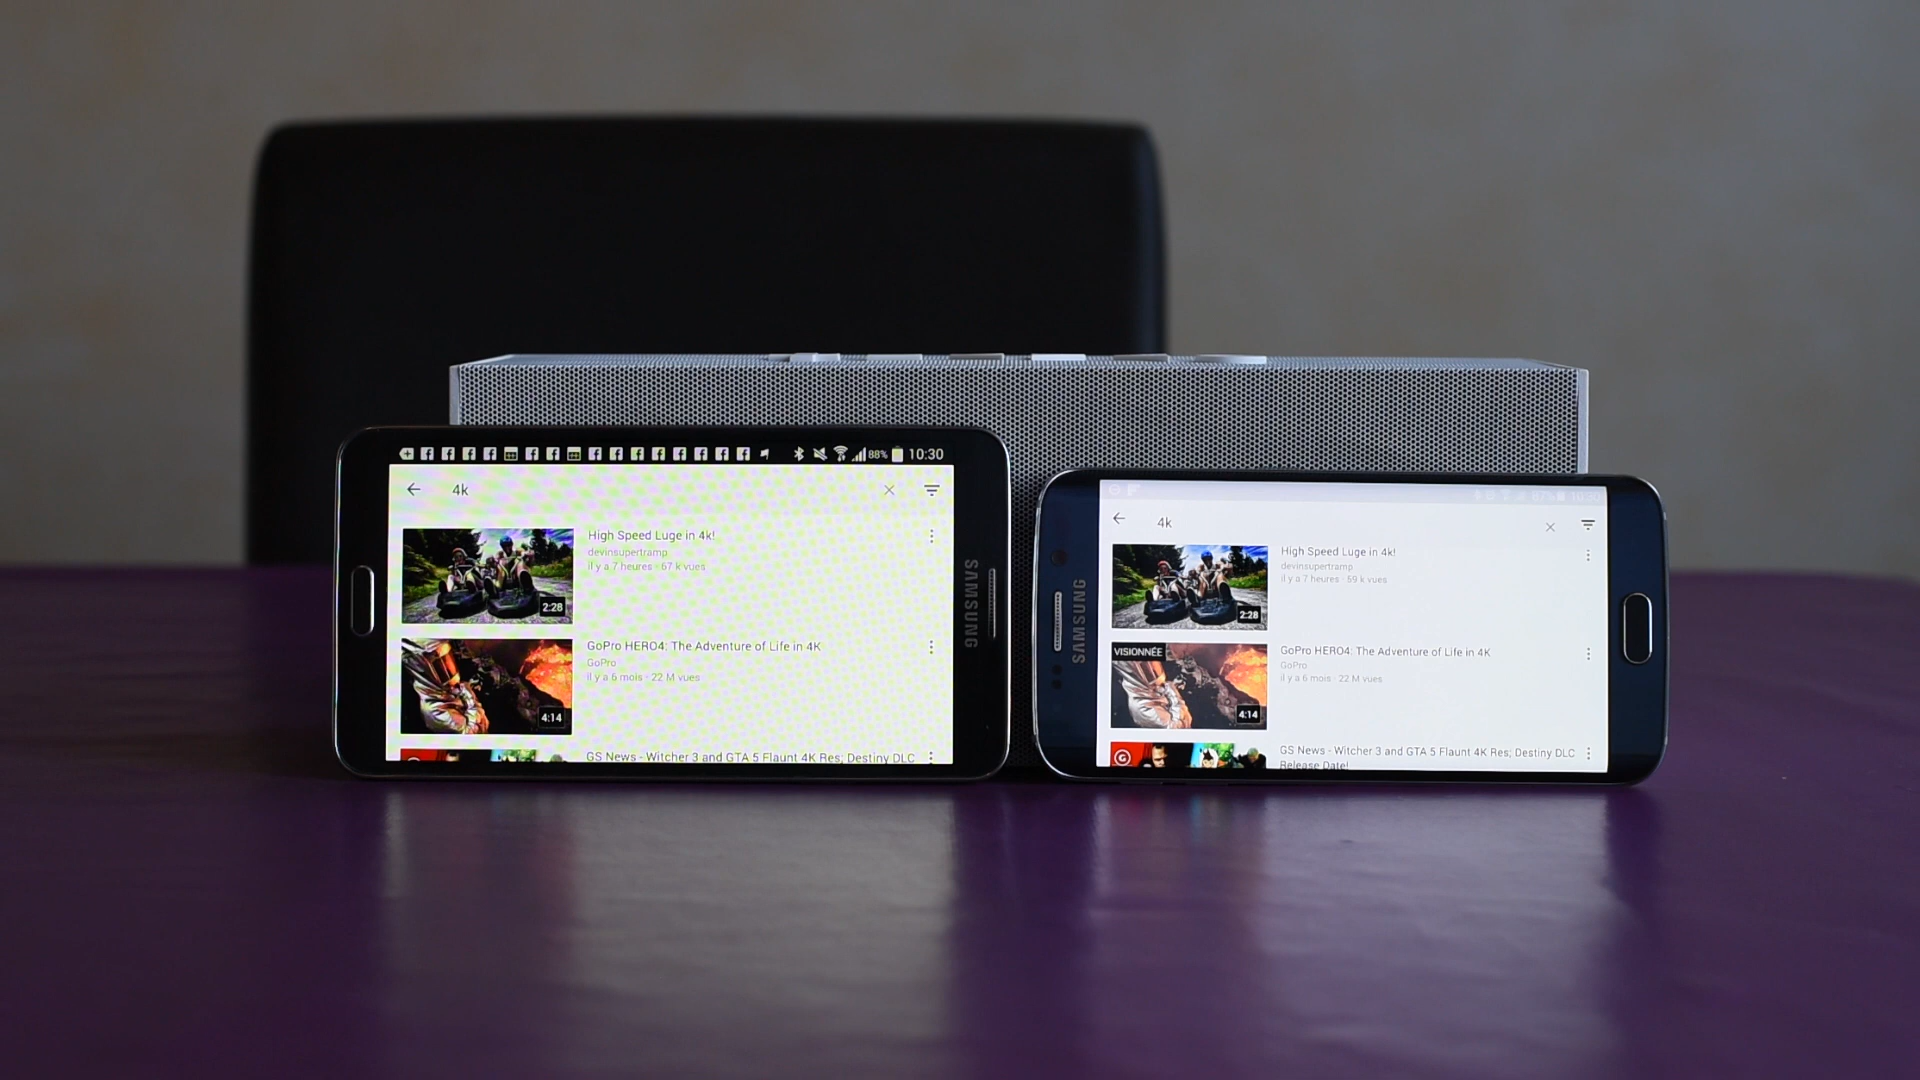 88% 10:30
4k
High Speed Luge in 4k!
devinsupertramp
il y a 7 heures · 67 k vues
2:28
GoPro HERO4: The Adventure of Life in 4K
GoPro
il y a 6 mois · 22 M vues
4:14
GS News - Witcher 3 and GTA 5 Flaunt 4K Res; Destiny DLC
SAMSUNG
SAMSUNG
87% 10:30
4k
High Speed Luge in 4k!
devinsupertramp
il y a 7 heures · 59 k vues
2:28
VISIONNÉE
GoPro HERO4: The Adventure of Life in 4K
GoPro
il y a 6 mois · 22 M vues
4:14
GS News - Witcher 3 and GTA 5 Flaunt 4K Res; Destiny DLC
Release Date!